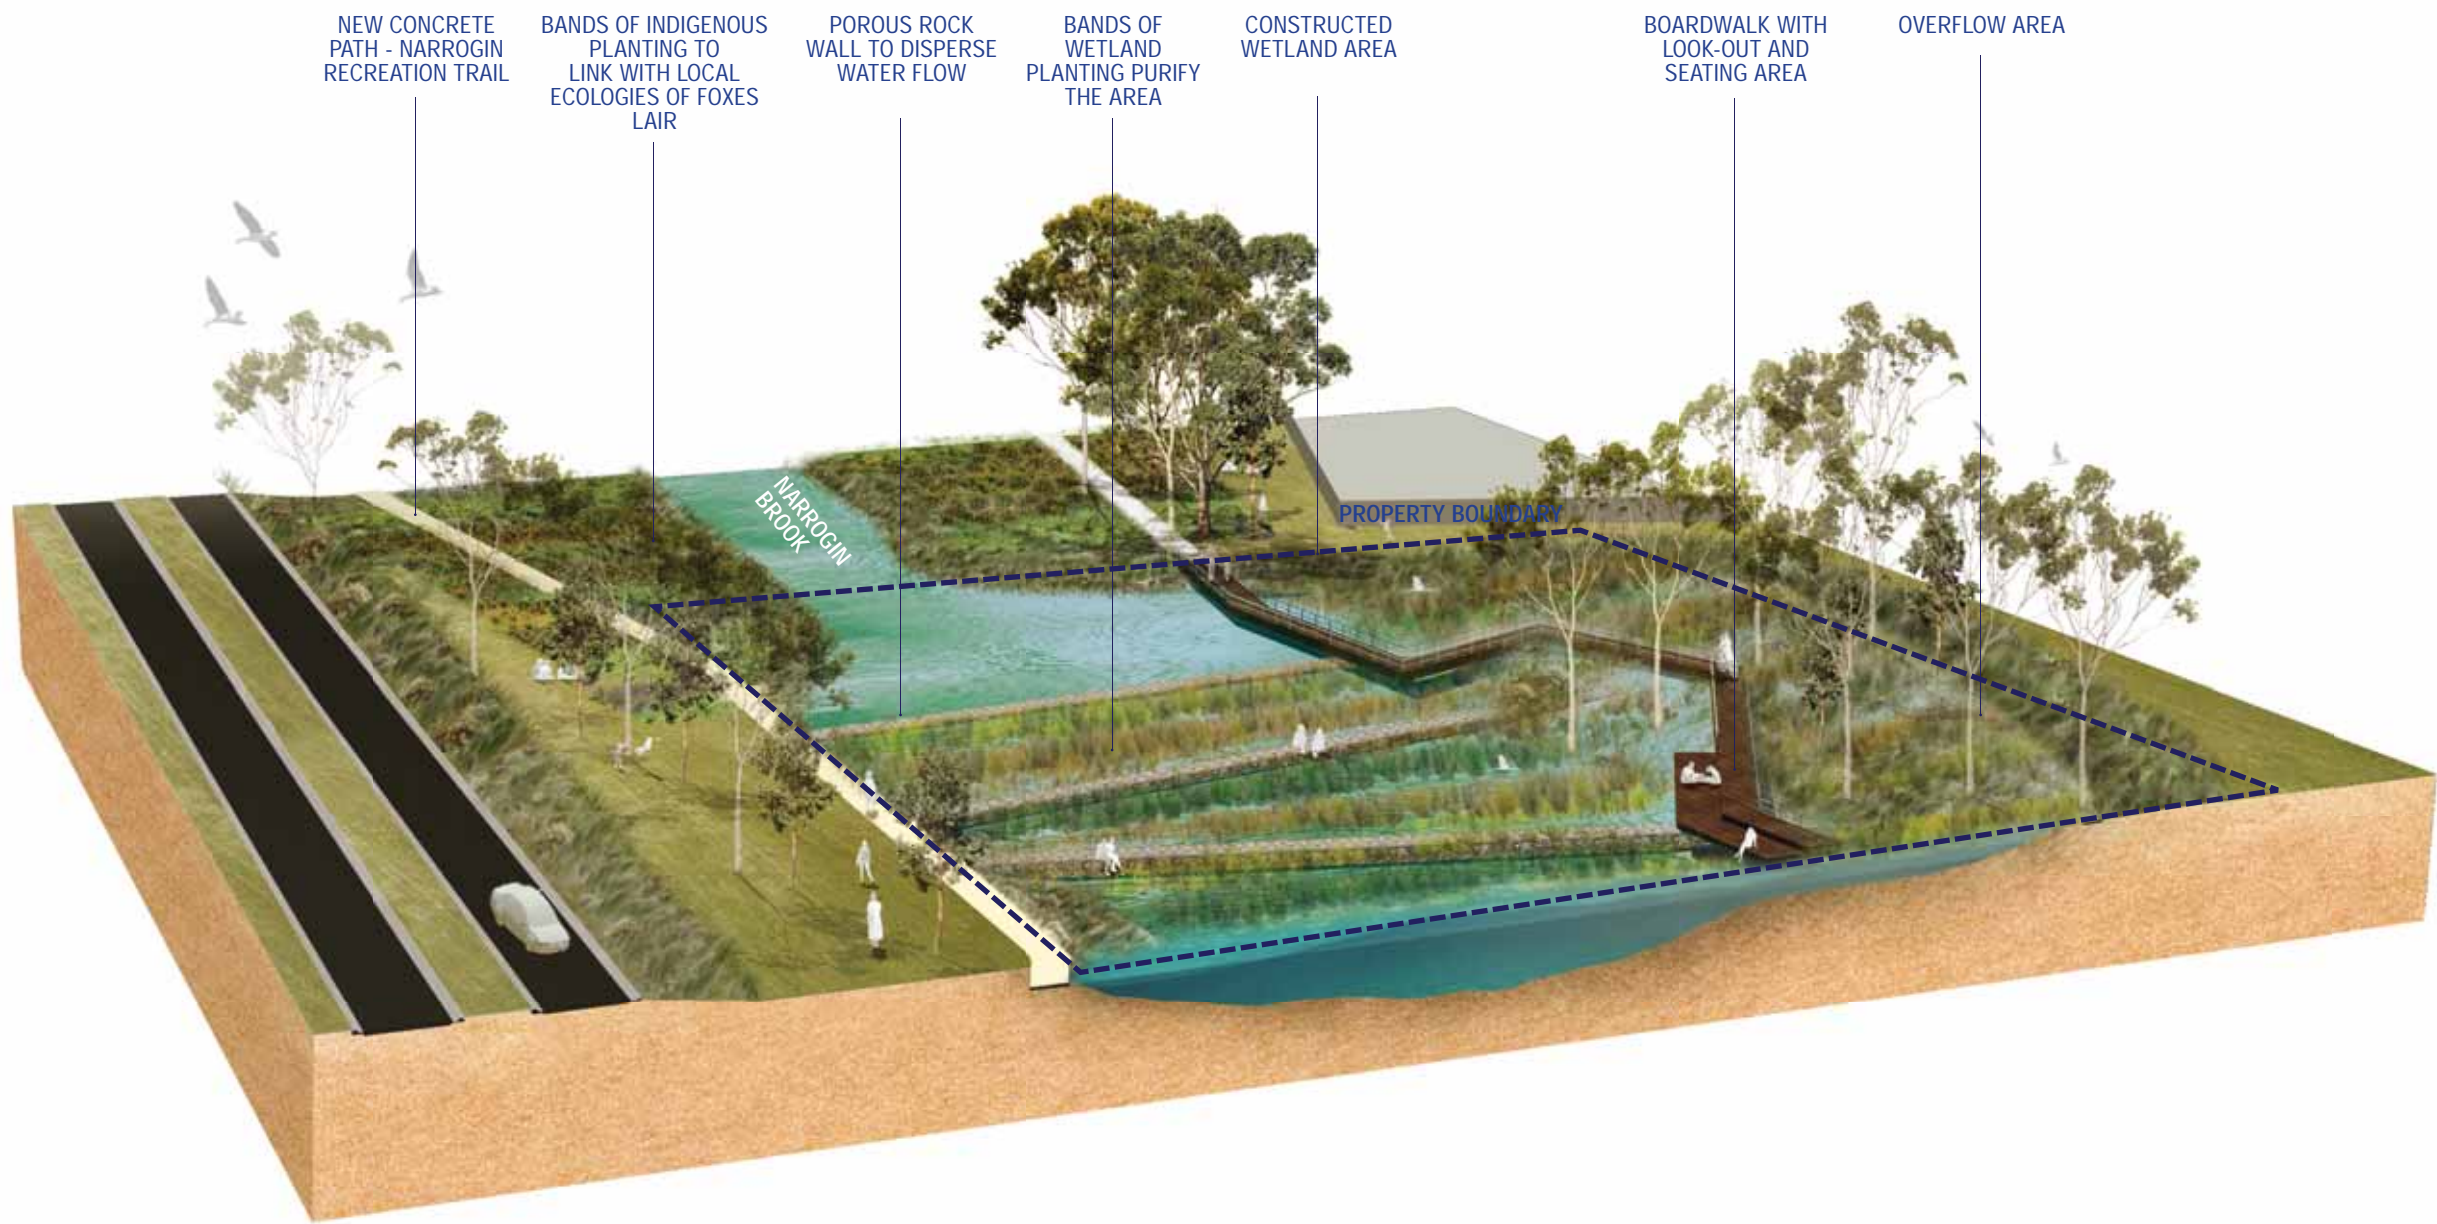 NEW CONCRETE
PATH - NARROGIN
RECREATION TRAIL
BANDS OF INDIGENOUS
PLANTING TO
LINK WITH LOCAL
ECOLOGIES OF FOXES
LAIR
POROUS ROCK
WALL TO DISPERSE
WATER FLOW
BANDS OF
WETLAND
PLANTING PURIFY
THE AREA
CONSTRUCTED
WETLAND AREA
BOARDWALK WITH
LOOK-OUT AND
SEATING AREA
OVERFLOW AREA
NARROGIN
BROOK
PROPERTY BOUNDARY